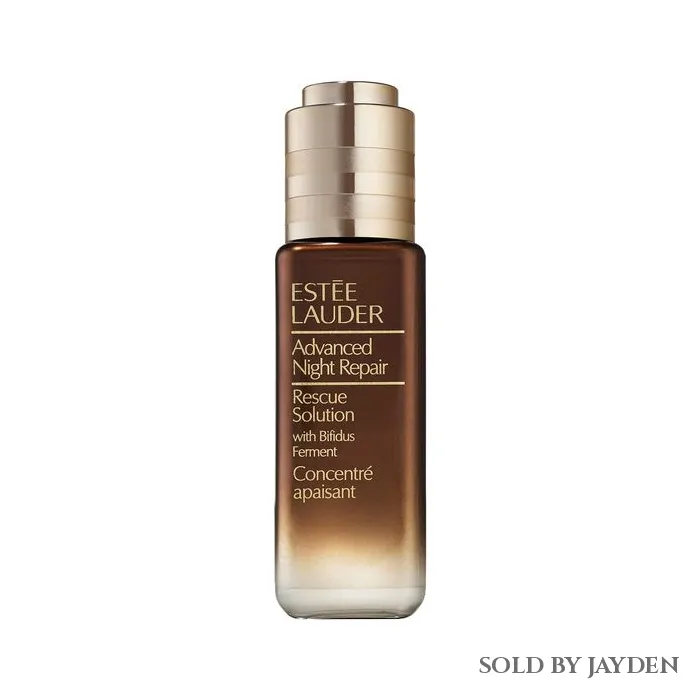 ESTĒE
LAUDER
Advanced
Night Repair
Rescue
Solution
with Bifidus
Ferment
Concentré
apaisant
SOLD BY JAYDEN